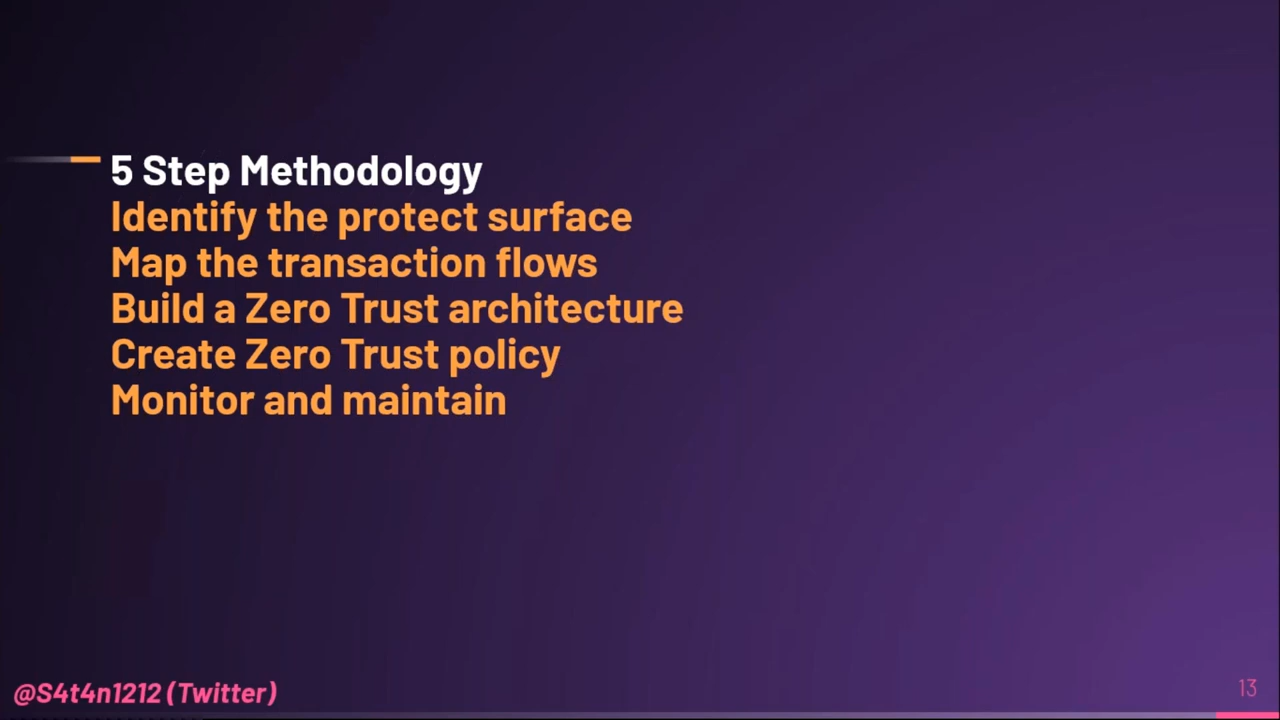 5 Step Methodology
Identify the protect surface
Map the transaction flows
Build a Zero Trust architecture
Create Zero Trust policy
Monitor and maintain
@S4t4n1212 (Twitter)
13